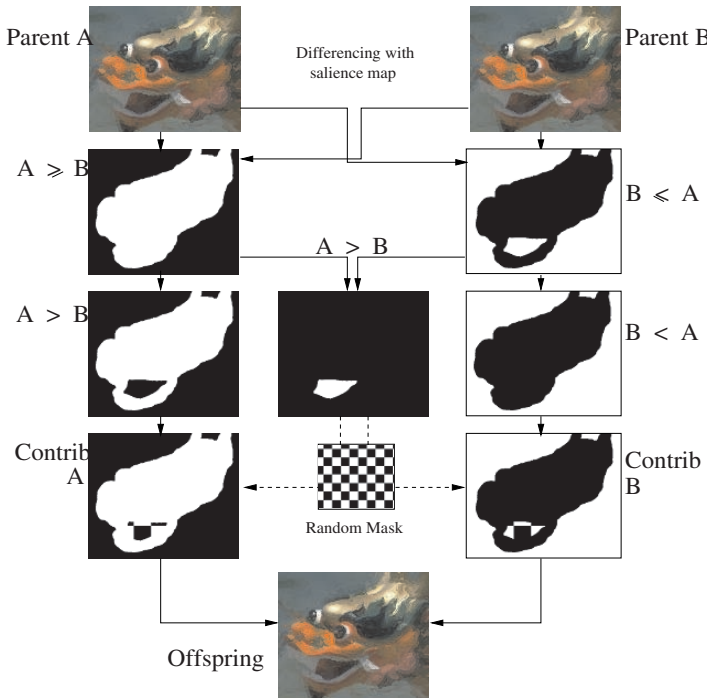 Parent A
Differencing with
salience map
Parent B
A ⩾ B
B ⩽ A
A > B
A > B
B < A
Contrib
A
Contrib
B
Random Mask
Offspring